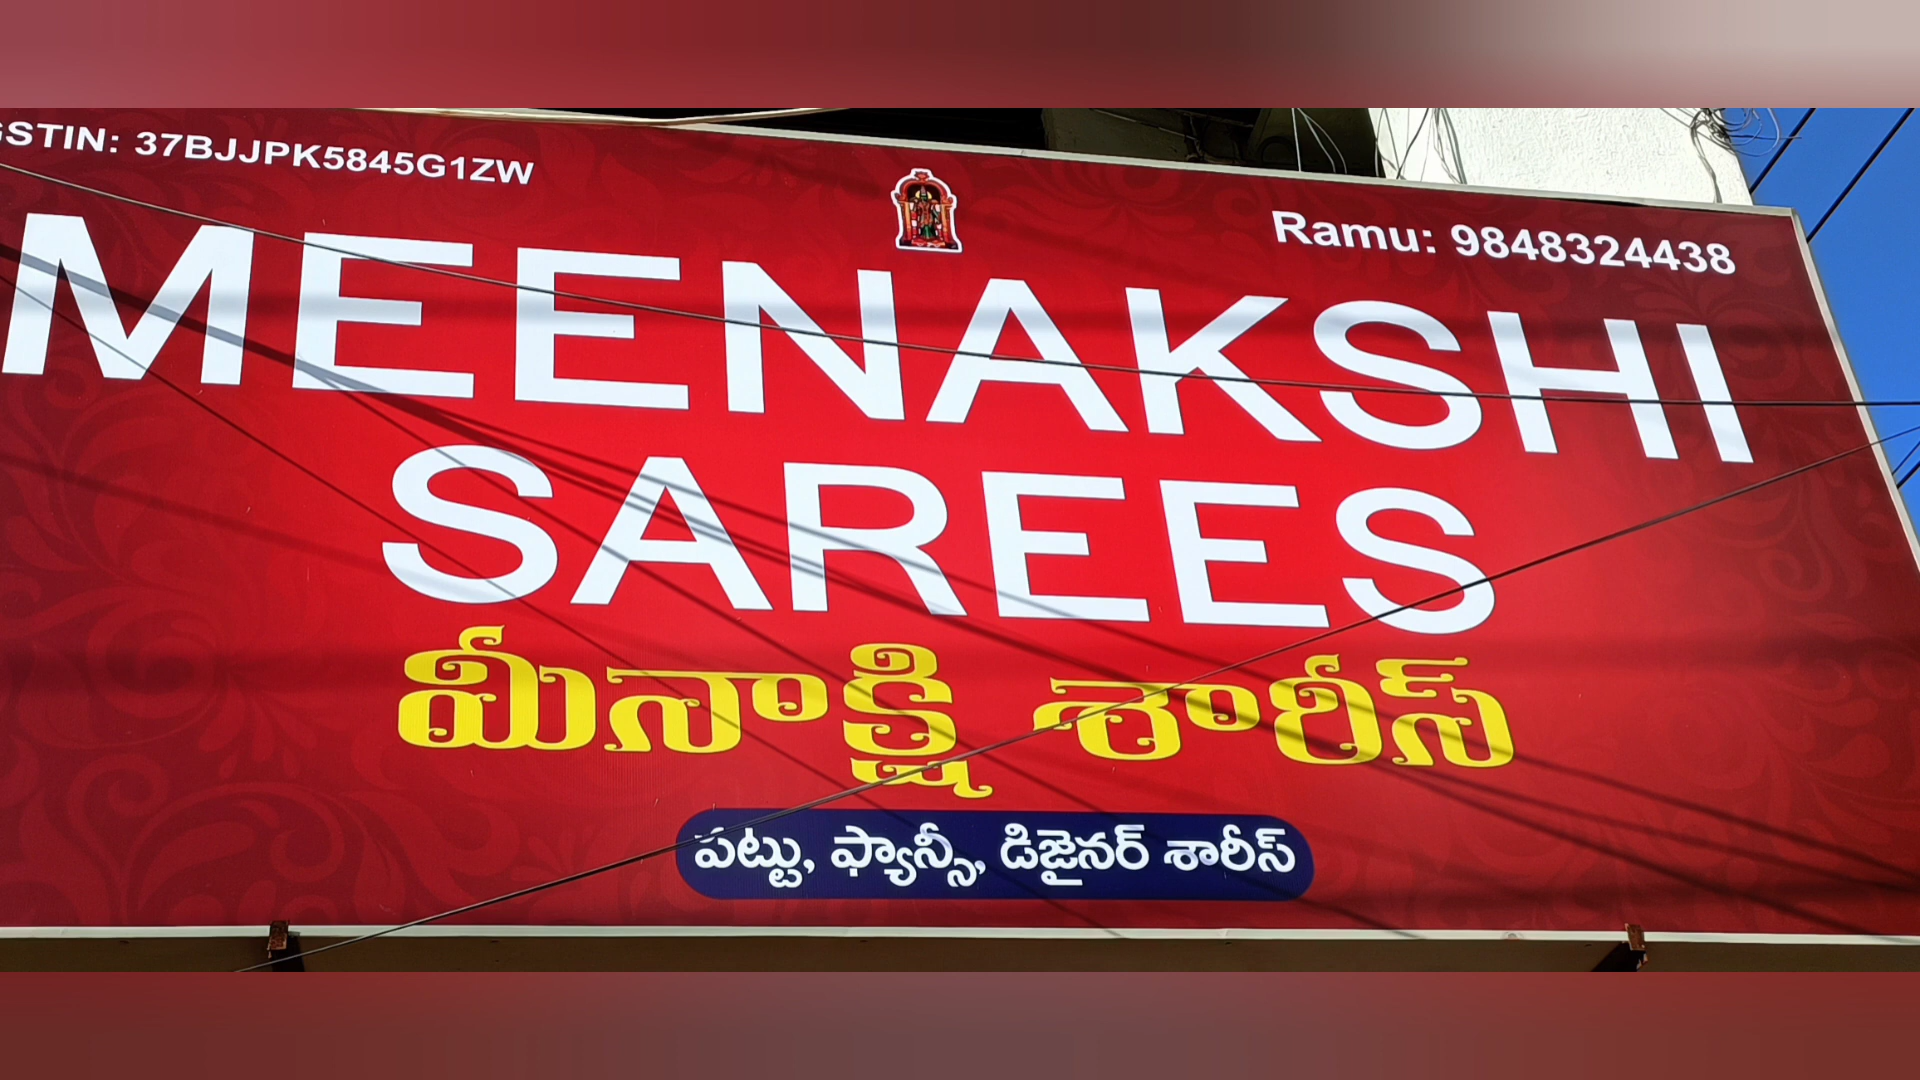 GSTIN: 37BJJPK5845G1ZW
Ramu: 9848324438
MEENAKSHI
SAREES
మీనాక్షి శారీస్
పట్టు, ఫ్యాన్సీ, డిజైనర్ శారీస్